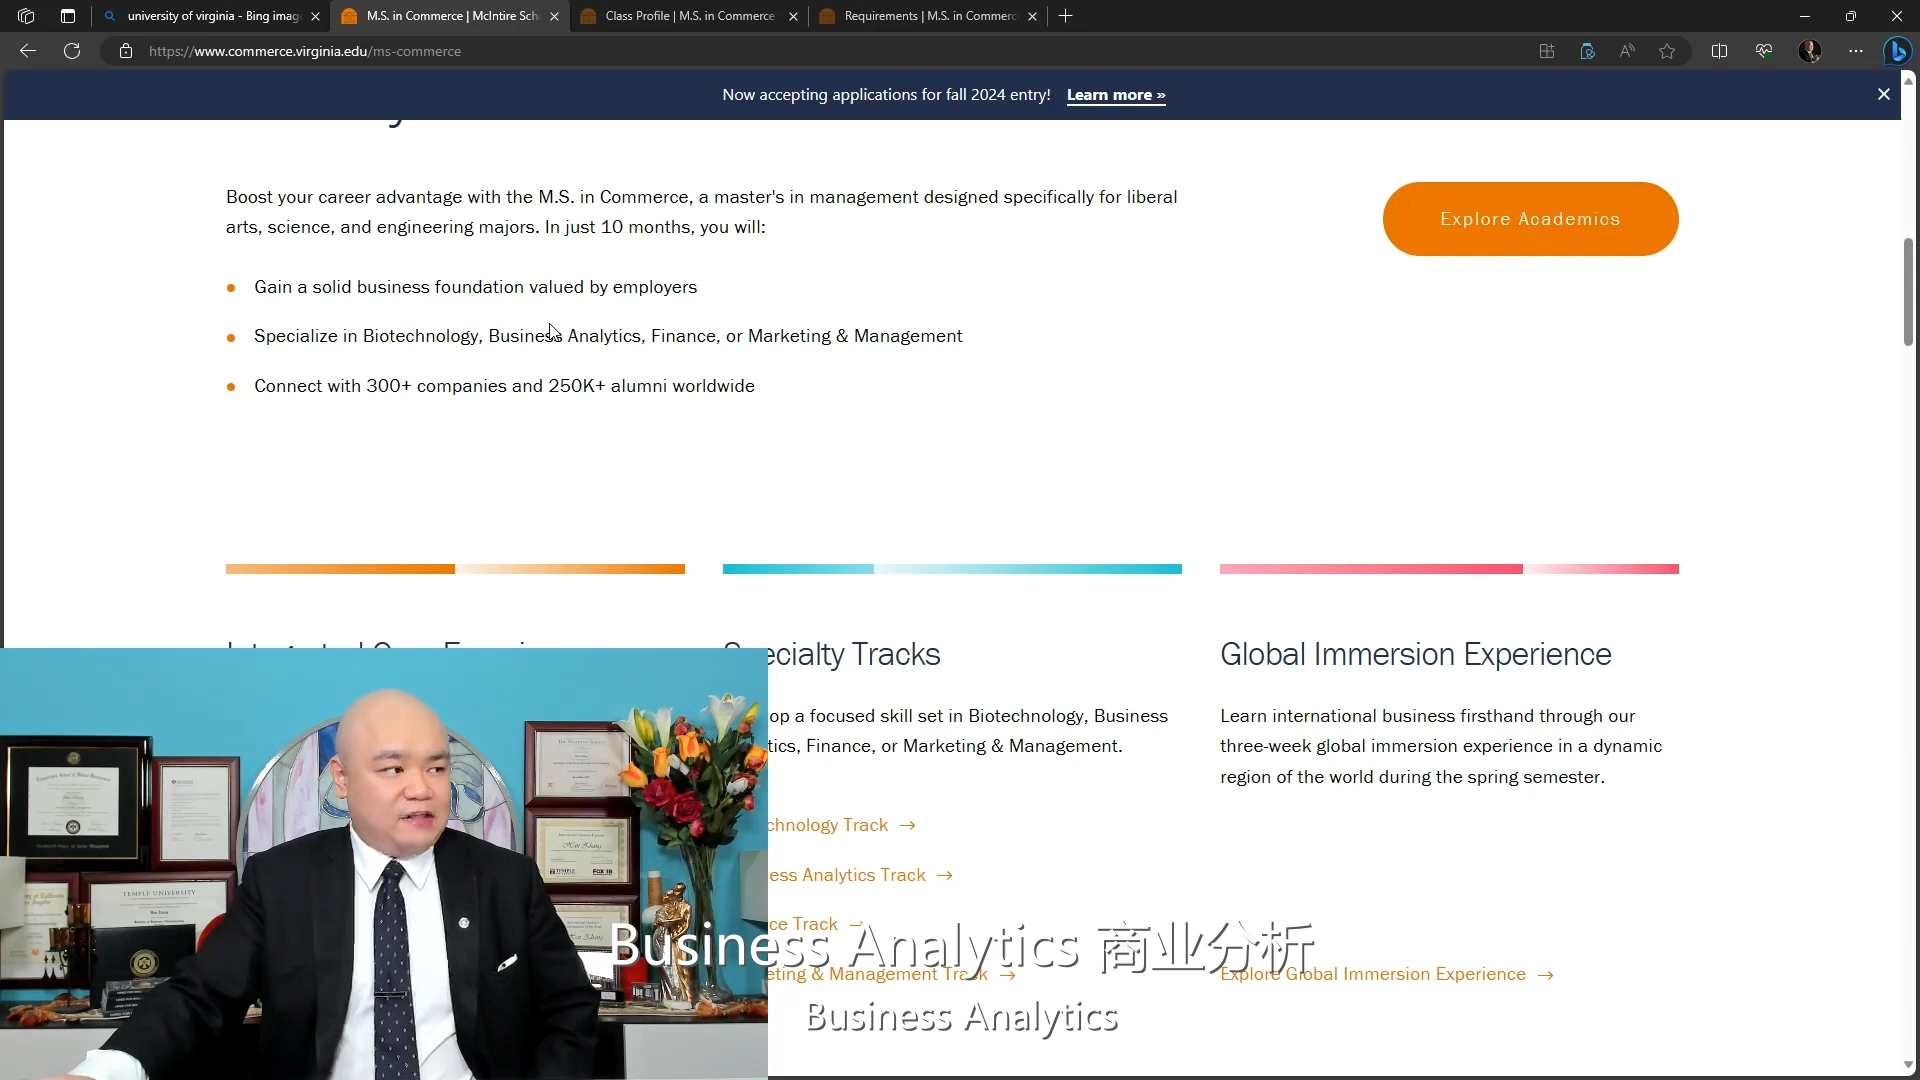 university of virginia - Bing imag
M.S. in Commerce | McIntire Scho
Class Profile | M.S. in Commerce
Requirements | M.S. in Commerc
https://www.commerce.virginia.edu/ms-commerce
Now accepting applications for fall 2024 entry! Learn more »
Boost your career advantage with the M.S. in Commerce, a master's in management designed specifically for liberal
arts, science, and engineering majors. In just 10 months, you will:
Explore Academics
Gain a solid business foundation valued by employers
Specialize in Biotechnology, Business Analytics, Finance, or Marketing & Management
Connect with 300+ companies and 250K+ alumni worldwide
ecialty Tracks
op a focused skill set in Biotechnology, Business
tics, Finance, or Marketing & Management.
chnology Track →
ess Analytics Track →
ce Track →
eting & Management Track →
Global Immersion Experience
Learn international business firsthand through our
three-week global immersion experience in a dynamic
region of the world during the spring semester.
Explore Global Immersion Experience →
TEMPLE UNIVERSITY
TEMPLE
FOX
Business Analytics 商业分析
Business Analytics